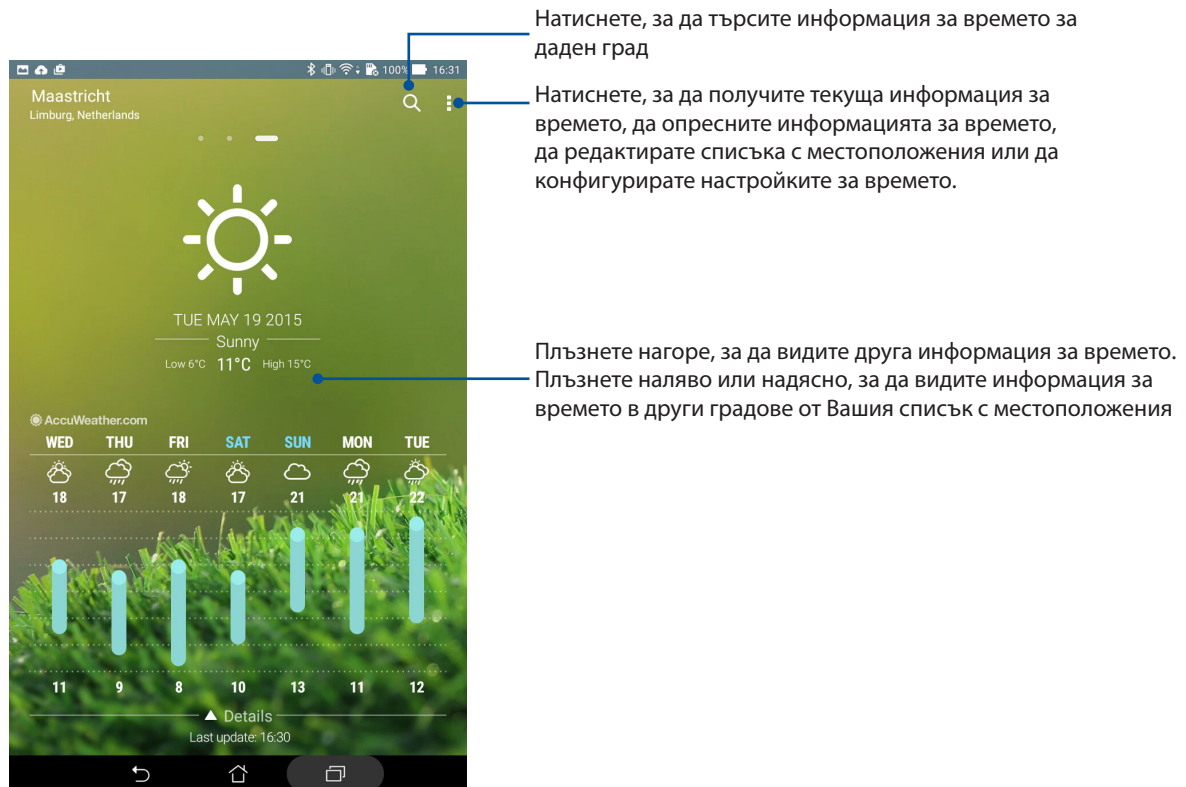 Натиснете, за да търсите информация за времето за
даден град
100% 16:31
Maastricht
Limburg, Netherlands
Натиснете, за да получите текуща информация за
времето, да опресните информацията за времето,
да редактирате списъка с местоположения или да
конфигурирате настройките за времето.
TUE MAY 19 2015
Sunny
Low 6°C 11°C High 15°C
Плъзнете нагоре, за да видите друга информация за времето.
Плъзнете наляво или надясно, за да видите информация за
времето в други градове от Вашия списък с местоположения
AccuWeather.com
WED THU FRI SAT SUN MON TUE
18 17 18 17 21 21 22
11 9 8 10 13 11 12
Details
Last update: 16:30